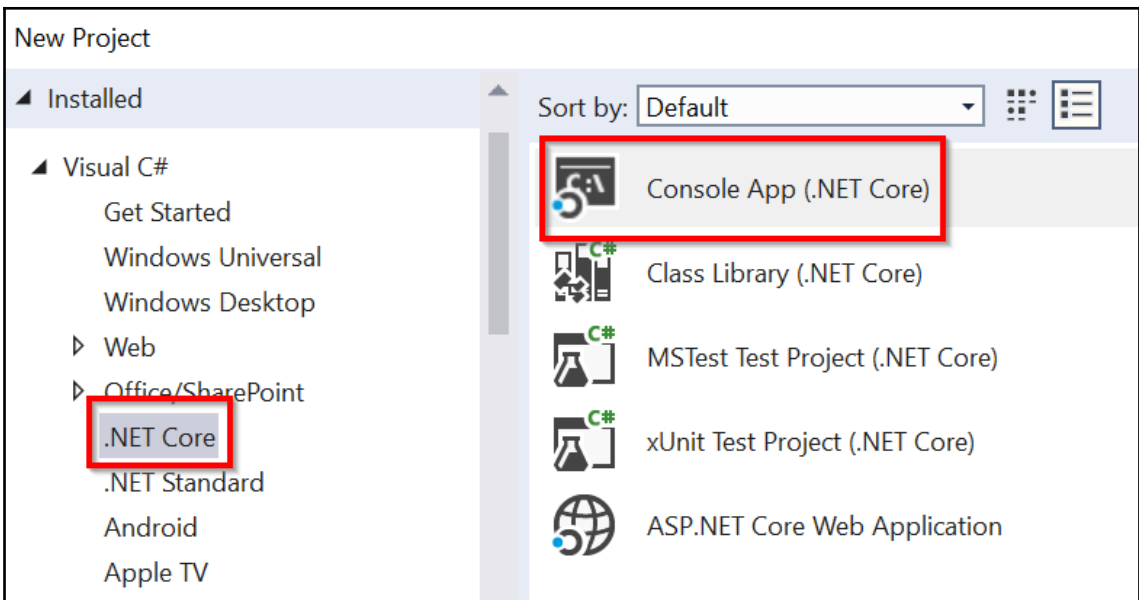 New Project
Installed
Visual C#
Get Started
Windows Universal
Windows Desktop
Web
Office/SharePoint
.NET Core
.NET Standard
Android
Apple TV
Sort by: Default
C:\
Console App (.NET Core)
C#
Class Library (.NET Core)
C#
MSTest Test Project (.NET Core)
C#
xUnit Test Project (.NET Core)
ASP.NET Core Web Application